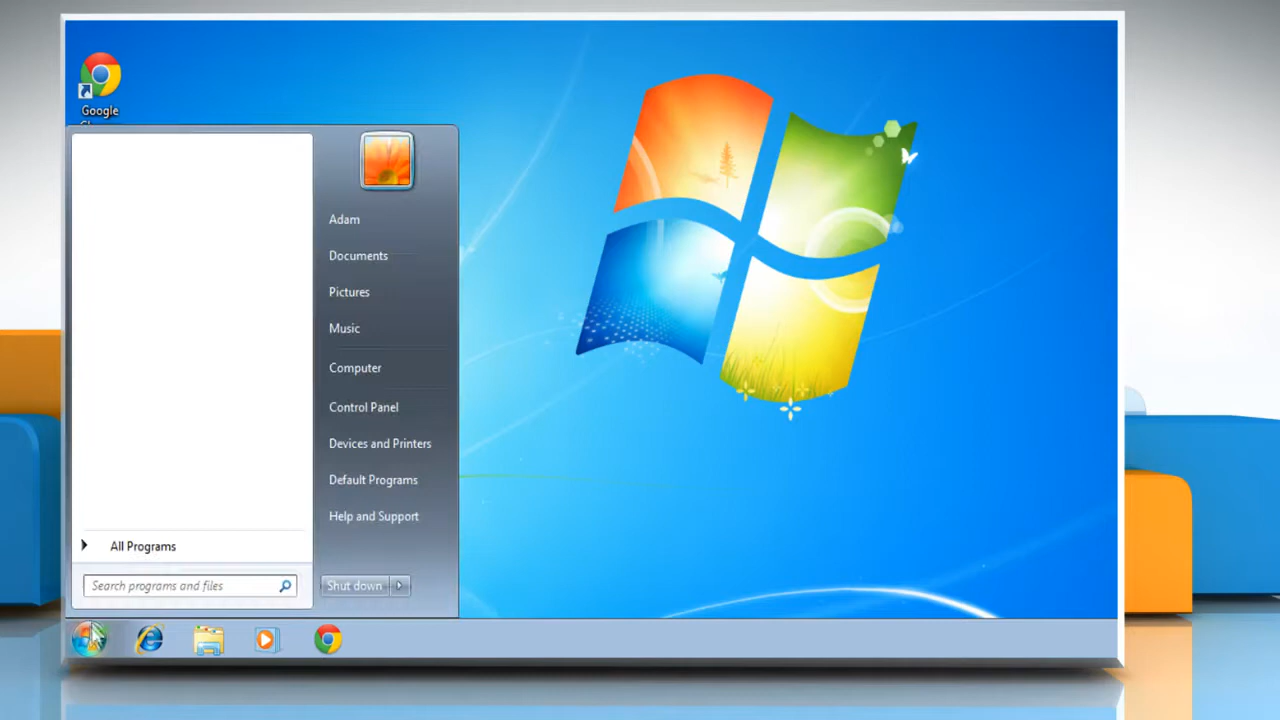 Google
Adam
Documents
Pictures
Music
Computer
Control Panel
Devices and Printers
Default Programs
Help and Support
All Programs
Search programs and files
Shut down